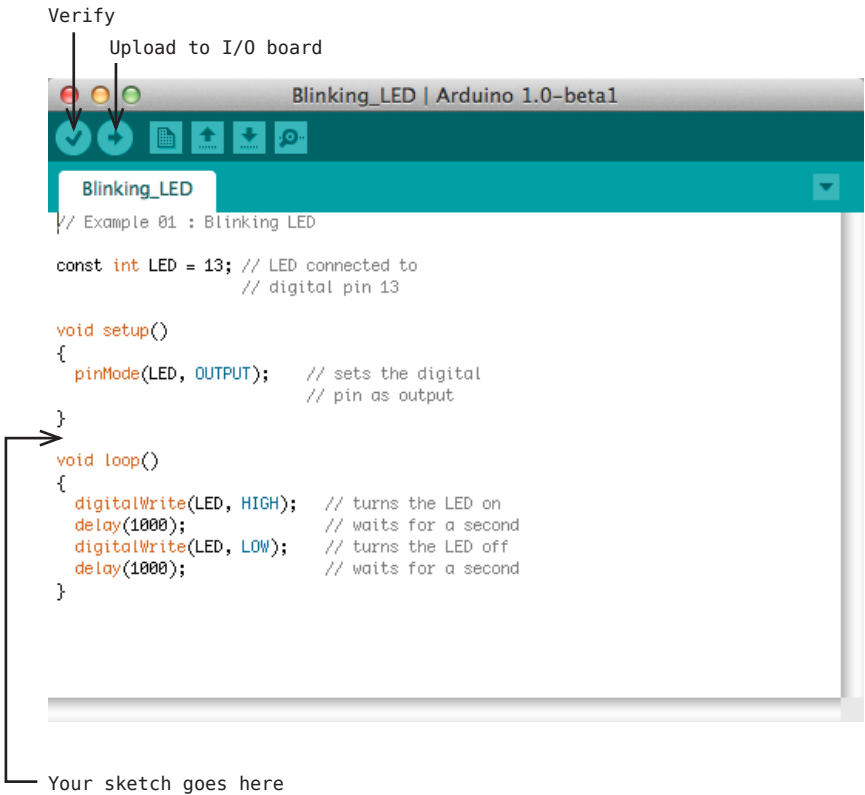 Verify
Upload to I/O board
Blinking_LED | Arduino 1.0-beta1
Blinking_LED
// Example 01 : Blinking LED
const int LED = 13; // LED connected to
// digital pin 13
void setup()
{
pinMode(LED, OUTPUT); // sets the digital
// pin as output
}
void loop()
{
digitalWrite(LED, HIGH); // turns the LED on
delay(1000); // waits for a second
digitalWrite(LED, LOW); // turns the LED off
delay(1000); // waits for a second
}
Your sketch goes here